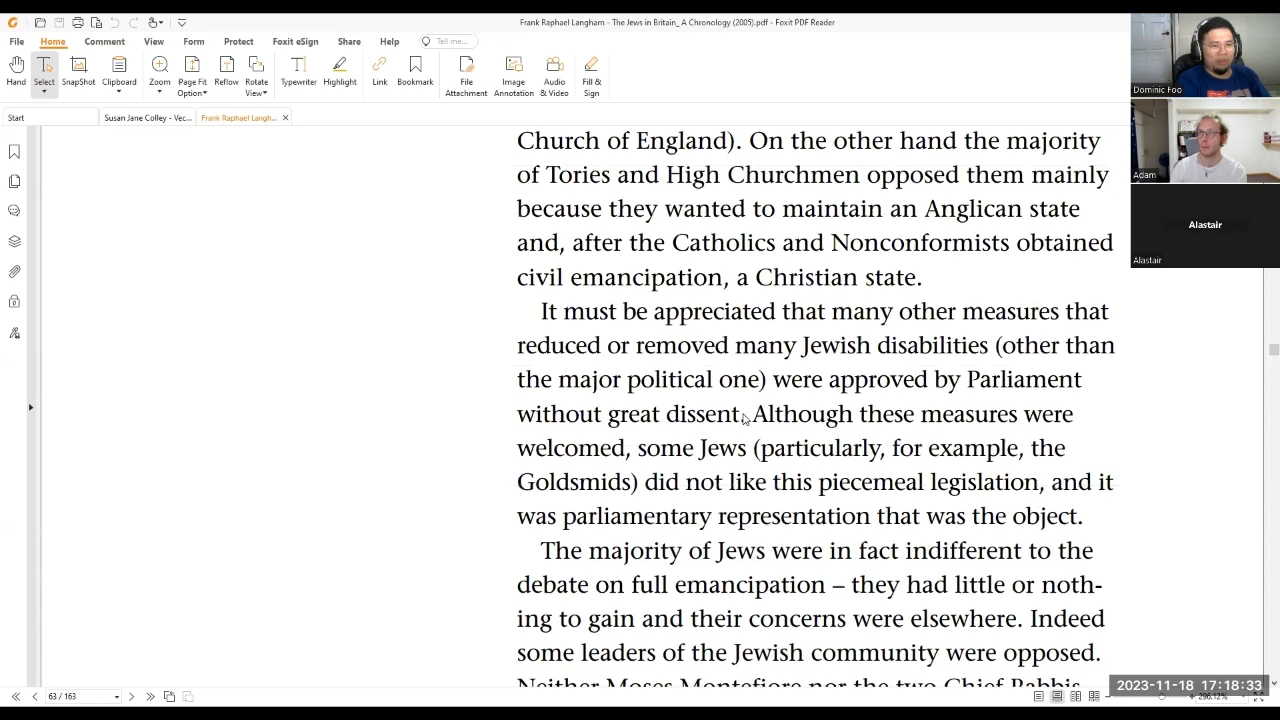 Frank Raphael Langham - The Jews in Britain_ A Chronology (2005).pdf - Foxit PDF Reader
File Home Comment View Form Protect Foxit eSign Share Help Tell me...
Hand Select SnapShot Clipboard Zoom Page Fit Option Reflow Rotate View Typewriter Highlight Link Bookmark File Attachment Image Annotation Audio & Video Fill & Sign
Start Susan Jane Colley - Vec... Frank Raphael Langh...
Dominic Foo
Adam
Alastair
Alastair
Church of England). On the other hand the majority
of Tories and High Churchmen opposed them mainly
because they wanted to maintain an Anglican state
and, after the Catholics and Nonconformists obtained
civil emancipation, a Christian state.
It must be appreciated that many other measures that
reduced or removed many Jewish disabilities (other than
the major political one) were approved by Parliament
without great dissent. Although these measures were
welcomed, some Jews (particularly, for example, the
Goldsmids) did not like this piecemeal legislation, and it
was parliamentary representation that was the object.
The majority of Jews were in fact indifferent to the
debate on full emancipation – they had little or noth-
ing to gain and their concerns were elsewhere. Indeed
some leaders of the Jewish community were opposed.
Neither Moses Montefiore nor the two Chief Rabbis
63 / 163
2023-11-18 17:18:33